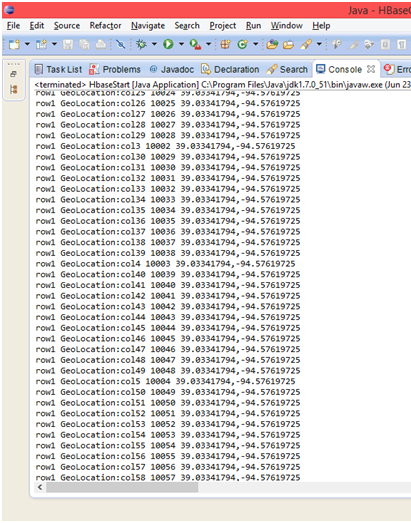 Java - HBaseC
File Edit Source Refactor Navigate Search Project Run Window Help
Task List Problems Javadoc Declaration Search Console Erro
<terminated> HbaseStart [Java Application] C:\Program Files\Java\jdk1.7.0_51\bin\javaw.exe (Jun 23
row1 GeoLocation:col25 10024 39.03341794,-94.57619725
row1 GeoLocation:col26 10025 39.03341794,-94.57619725
row1 GeoLocation:col27 10026 39.03341794,-94.57619725
row1 GeoLocation:col28 10027 39.03341794,-94.57619725
row1 GeoLocation:col29 10028 39.03341794,-94.57619725
row1 GeoLocation:col3 10002 39.03341794,-94.57619725
row1 GeoLocation:col30 10029 39.03341794,-94.57619725
row1 GeoLocation:col31 10030 39.03341794,-94.57619725
row1 GeoLocation:col32 10031 39.03341794,-94.57619725
row1 GeoLocation:col33 10032 39.03341794,-94.57619725
row1 GeoLocation:col34 10033 39.03341794,-94.57619725
row1 GeoLocation:col35 10034 39.03341794,-94.57619725
row1 GeoLocation:col36 10035 39.03341794,-94.57619725
row1 GeoLocation:col37 10036 39.03341794,-94.57619725
row1 GeoLocation:col38 10037 39.03341794,-94.57619725
row1 GeoLocation:col39 10038 39.03341794,-94.57619725
row1 GeoLocation:col4 10003 39.03341794,-94.57619725
row1 GeoLocation:col40 10039 39.03341794,-94.57619725
row1 GeoLocation:col41 10040 39.03341794,-94.57619725
row1 GeoLocation:col42 10041 39.03341794,-94.57619725
row1 GeoLocation:col43 10042 39.03341794,-94.57619725
row1 GeoLocation:col44 10043 39.03341794,-94.57619725
row1 GeoLocation:col45 10044 39.03341794,-94.57619725
row1 GeoLocation:col46 10045 39.03341794,-94.57619725
row1 GeoLocation:col47 10046 39.03341794,-94.57619725
row1 GeoLocation:col48 10047 39.03341794,-94.57619725
row1 GeoLocation:col49 10048 39.03341794,-94.57619725
row1 GeoLocation:col5 10004 39.03341794,-94.57619725
row1 GeoLocation:col50 10049 39.03341794,-94.57619725
row1 GeoLocation:col51 10050 39.03341794,-94.57619725
row1 GeoLocation:col52 10051 39.03341794,-94.57619725
row1 GeoLocation:col53 10052 39.03341794,-94.57619725
row1 GeoLocation:col54 10053 39.03341794,-94.57619725
row1 GeoLocation:col55 10054 39.03341794,-94.57619725
row1 GeoLocation:col56 10055 39.03341794,-94.57619725
row1 GeoLocation:col57 10056 39.03341794,-94.57619725
row1 GeoLocation:col58 10057 39.03341794,-94.57619725